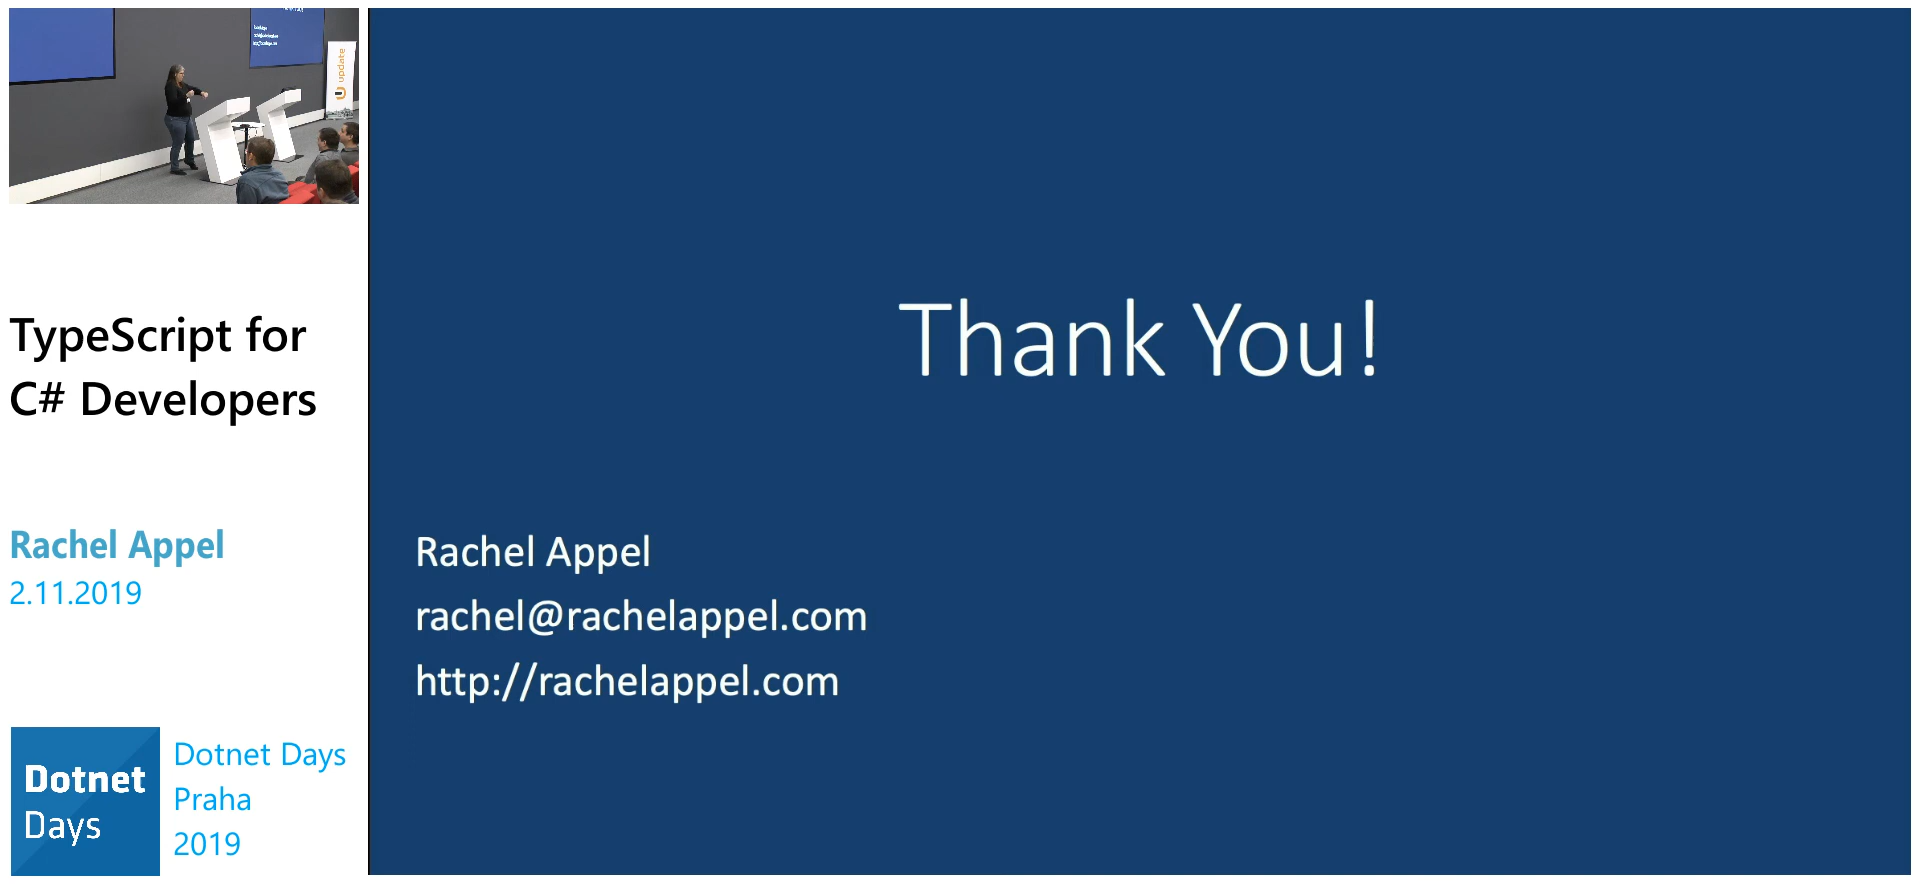 update
TypeScript for
C# Developers
Rachel Appel
2.11.2019
Dotnet
Days
Dotnet Days
Praha
2019
Thank You!
Rachel Appel
rachel@rachelappel.com
http://rachelappel.com